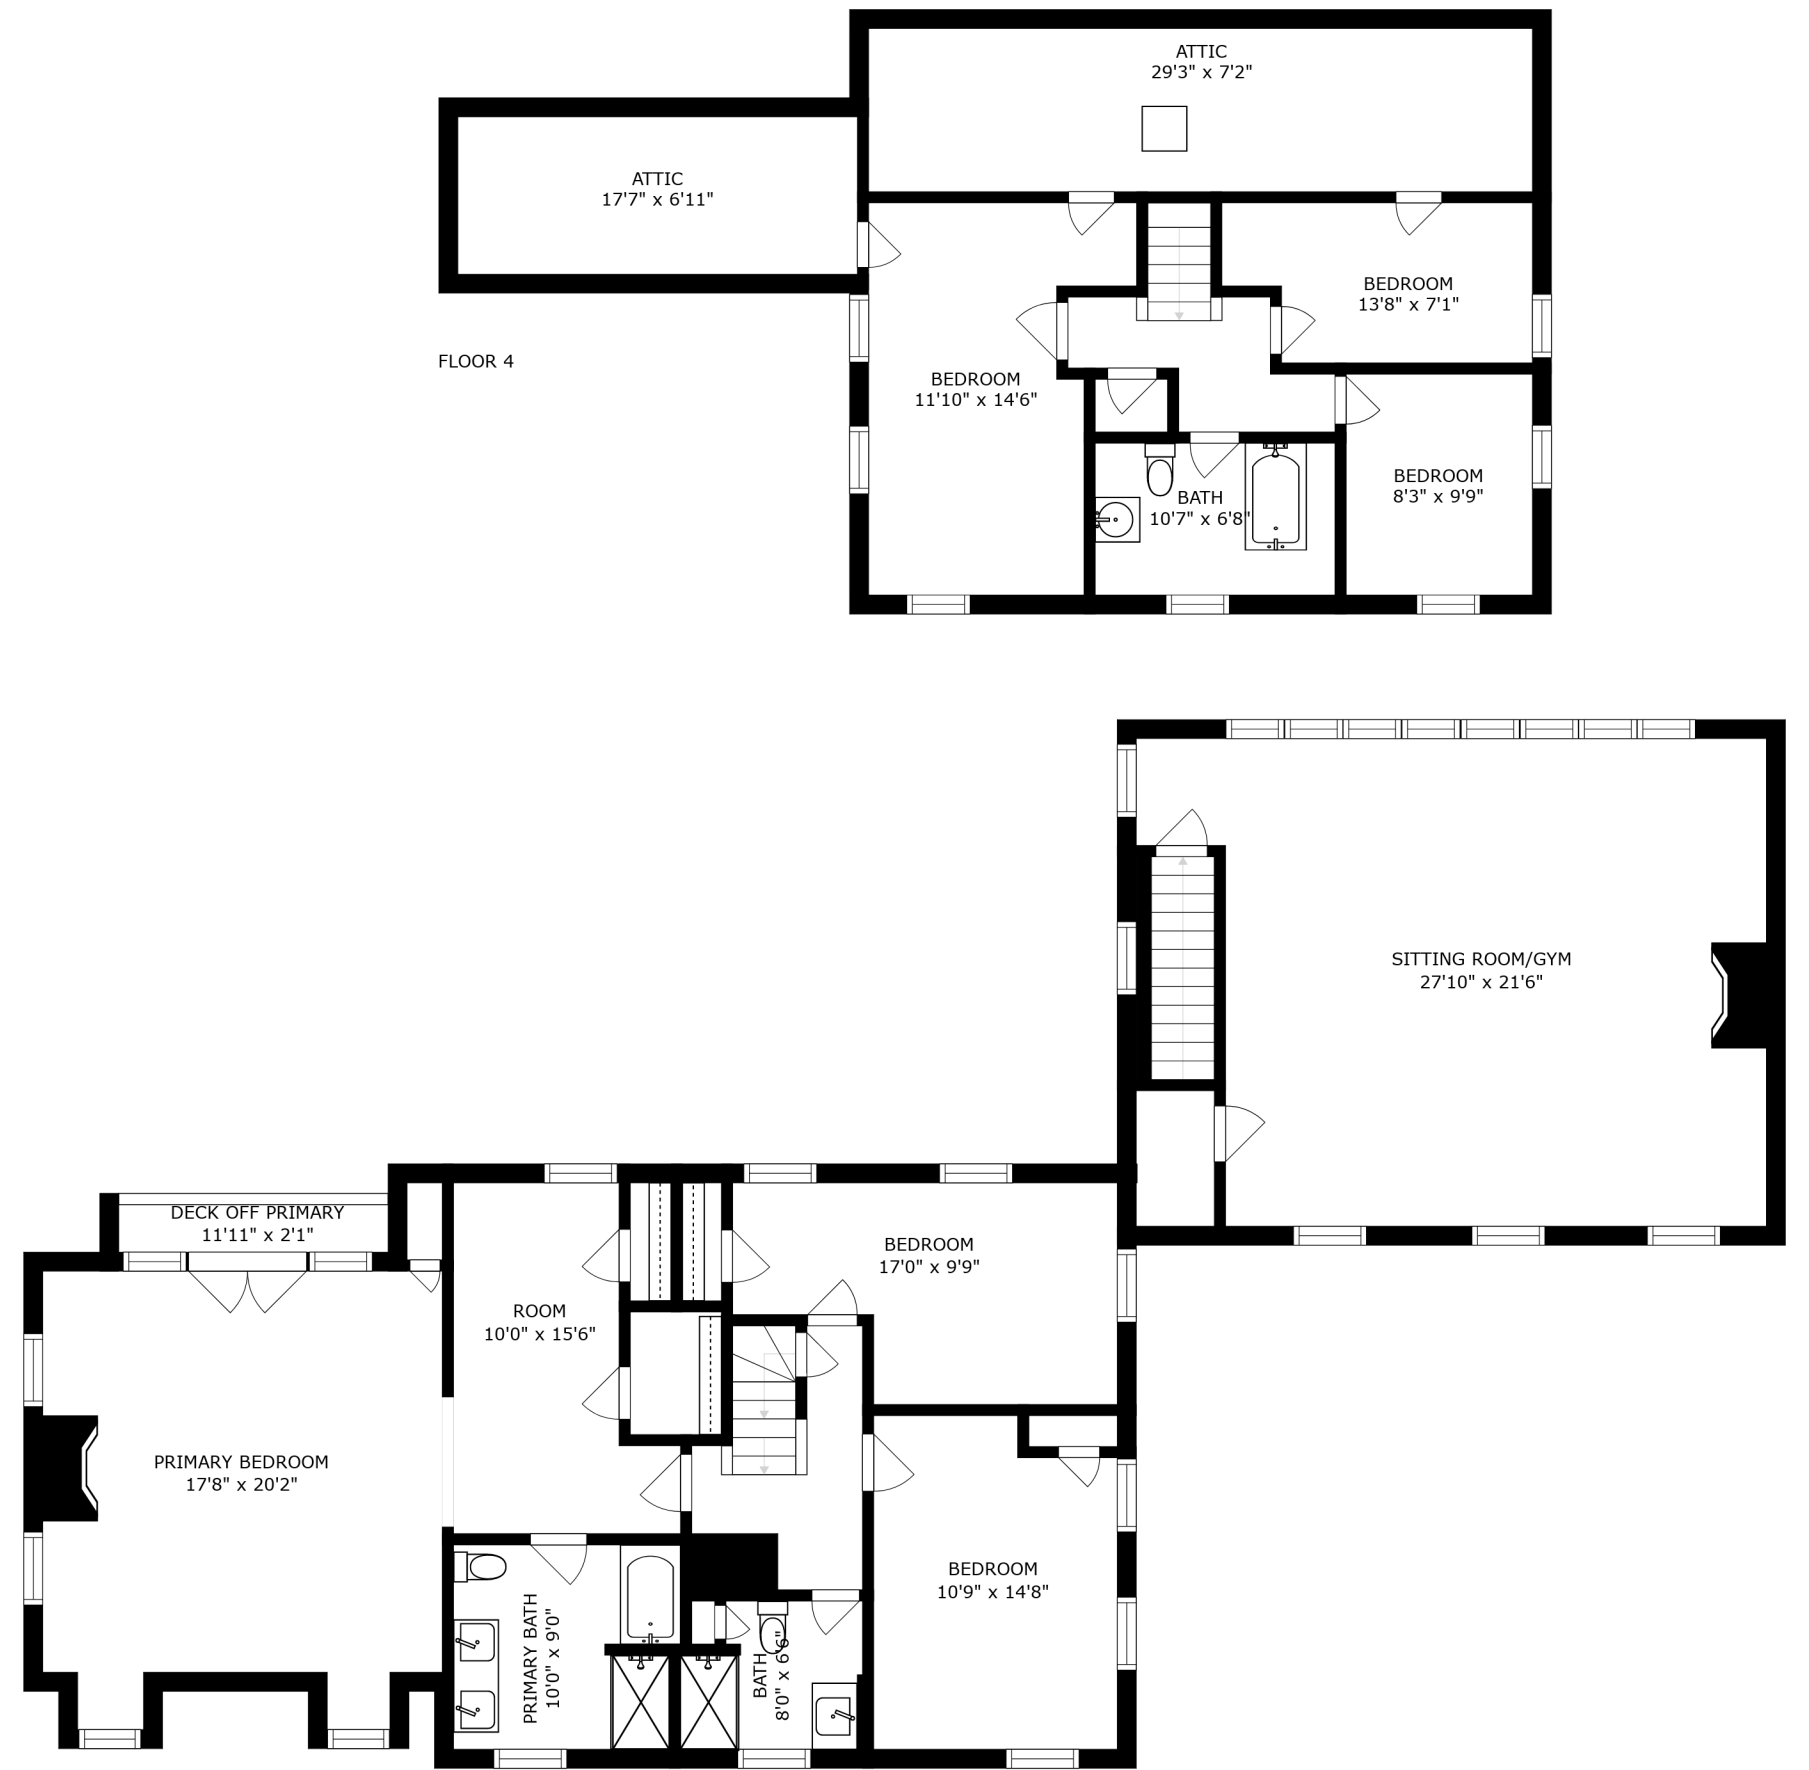 ATTIC
29'3" x 7'2"
ATTIC
17'7" x 6'11"
BEDROOM
13'8" x 7'1"
FLOOR 4
BEDROOM
11'10" x 14'6"
BEDROOM
8'3" x 9'9"
BATH
10'7" x 6'8"
SITTING ROOM/GYM
27'10" x 21'6"
DECK OFF PRIMARY
11'11" x 2'1"
BEDROOM
17'0" x 9'9"
ROOM
10'0" x 15'6"
PRIMARY BEDROOM
17'8" x 20'2"
BEDROOM
10'9" x 14'8"
PRIMARY BATH
10'0" x 9'0"
BATH
8'0" x 6'6"